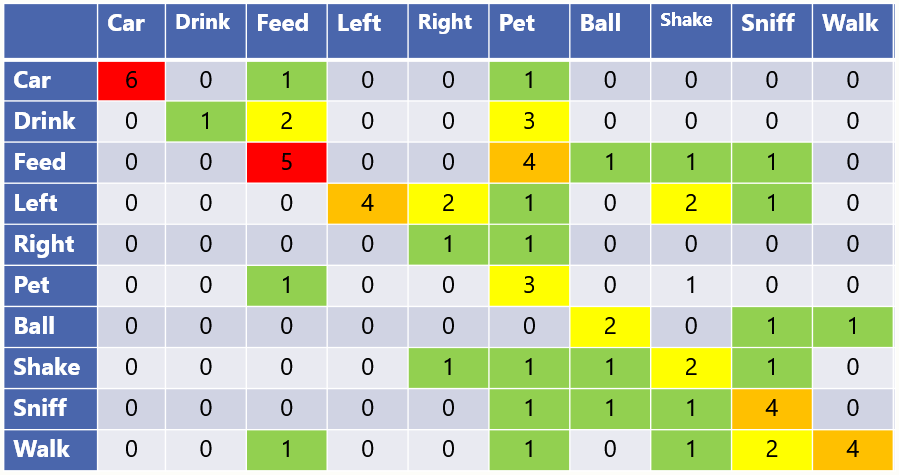 Car Drink Feed Left Right Pet Ball Shake Sniff Walk
Car 6 0 1 0 0 1 0 0 0 0
Drink 0 1 2 0 0 3 0 0 0 0
Feed 0 0 5 0 0 4 1 1 1 0
Left 0 0 0 4 2 1 0 2 1 0
Right 0 0 0 0 1 1 0 0 0 0
Pet 0 0 1 0 0 3 0 1 0 0
Ball 0 0 0 0 0 0 2 0 1 1
Shake 0 0 0 0 1 1 1 2 1 0
Sniff 0 0 0 0 0 1 1 1 4 0
Walk 0 0 1 0 0 1 0 1 2 4